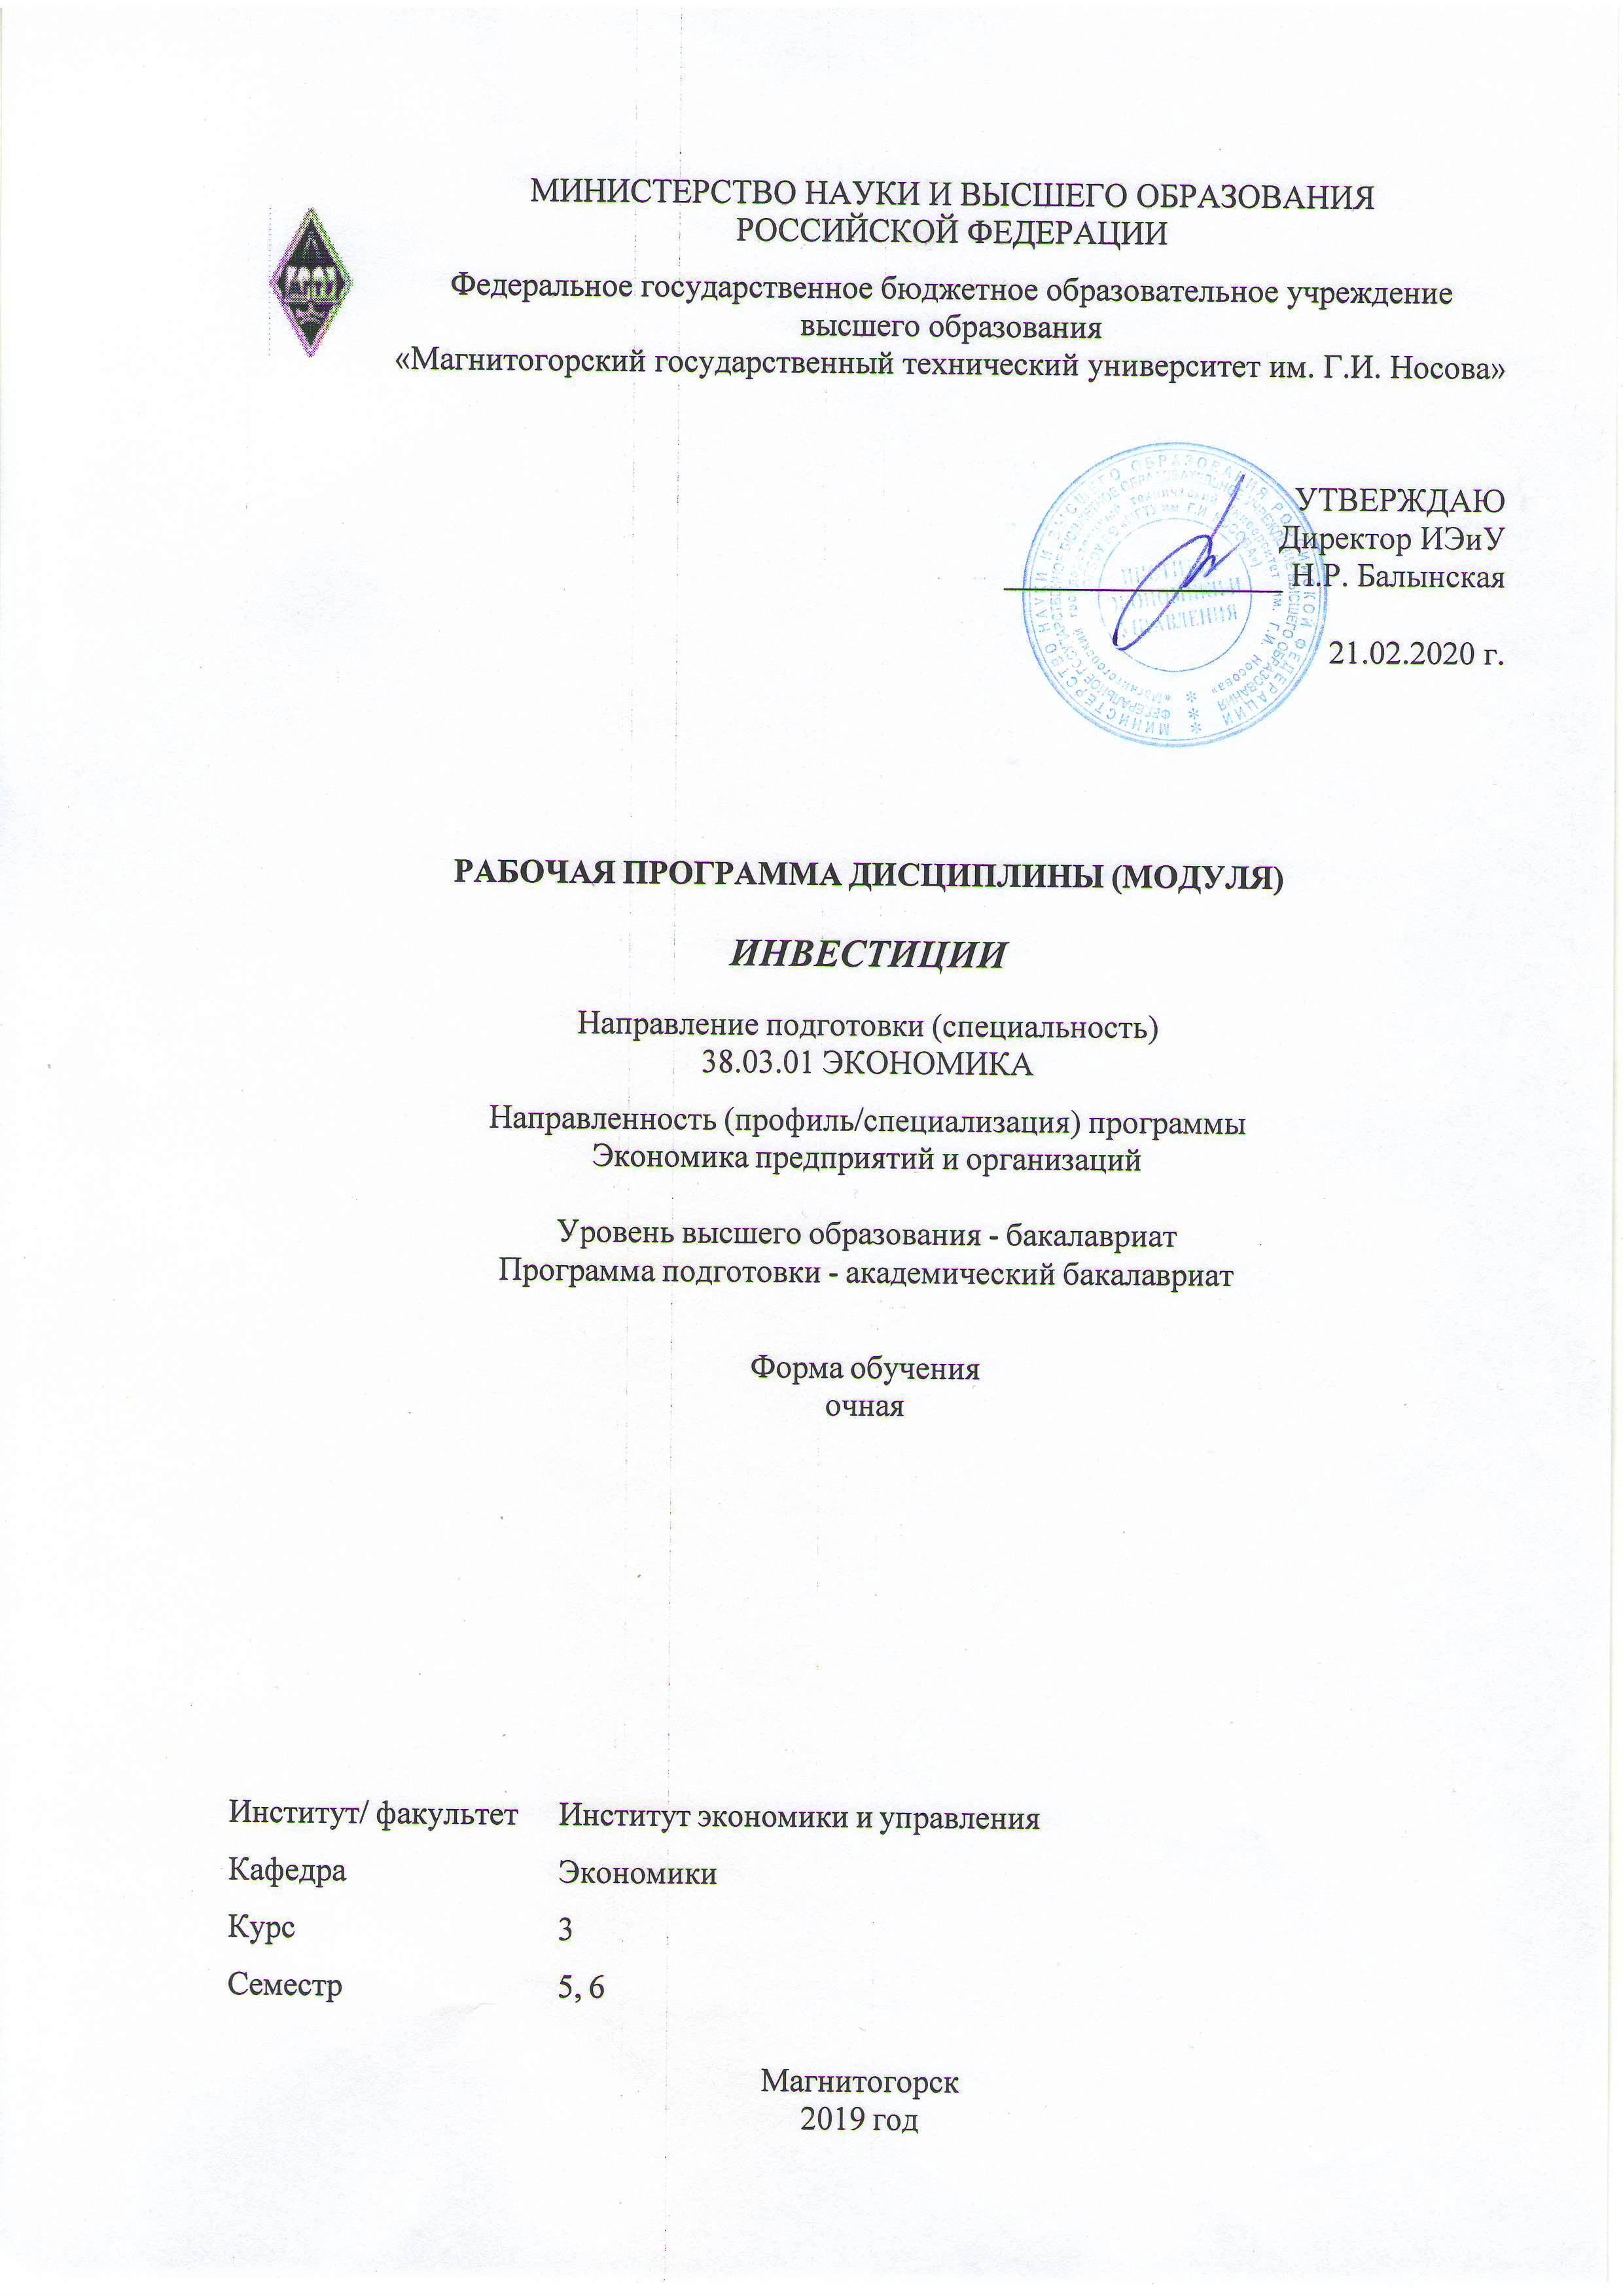 МИНИСТЕРСТВО НАУКИ И ВЫСШЕГО ОБРАЗОВАНИЯ
РОССИЙСКОЙ ФЕДЕРАЦИИ
Федеральное государственное бюджетное образовательное учреждение
высшего образования
«Магнитогорский государственный технический университет им. Г.И. Носова»
УТВЕРЖДАЮ
Директор ИЭиУ
Н.Р. Балынская
21.02.2020 г.
РАБОЧАЯ ПРОГРАММА ДИСЦИПЛИНЫ (МОДУЛЯ)
ИНВЕСТИЦИИ
Направление подготовки (специальность)
38.03.01 ЭКОНОМИКА
Направленность (профиль/специализация) программы
Экономика предприятий и организаций
Уровень высшего образования - бакалавриат
Программа подготовки - академический бакалавриат
Форма обучения
очная
Институт/ факультет Институт экономики и управления
Кафедра Экономики
Курс 3
Семестр 5, 6
Магнитогорск
2019 год